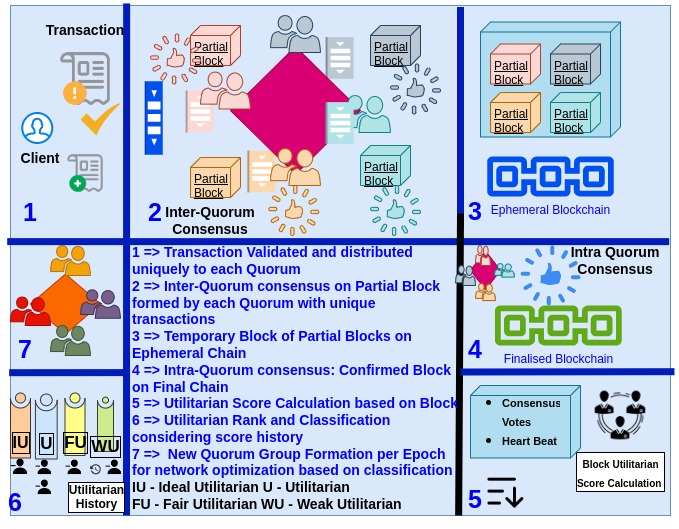 Transaction
Client
1
Partial
Block
Partial
Block
Partial
Block
Partial
Block
2
Inter-Quorum
Consensus
Partial
Block
Partial
Block
Partial
Block
Partial
Block
3
Ephemeral Blockchain
7
1 => Transaction Validated and distributed
uniquely to each Quorum
2 => Inter-Quorum consensus on Partial Block
formed by each Quorum with unique
transactions
3 => Temporary Block of Partial Blocks on
Ephemeral Chain
4 => Intra-Quorum consensus: Confirmed Block
on Final Chain
5 => Utilitarian Score Calculation based on Block
6 => Utilitarian Rank and Classification
considering score history
7 => New Quorum Group Formation per Epoch
for network optimization based on classification
IU - Ideal Utilitarian U - Utilitarian
FU - Fair Utilitarian WU - Weak Utilitarian
Intra Quorum
Consensus
4
Finalised Blockchain
IU
U
FU
WU
6
Utilitarian
History
Consensus
Votes
Heart Beat
5
Block Utilitarian
Score Calculation